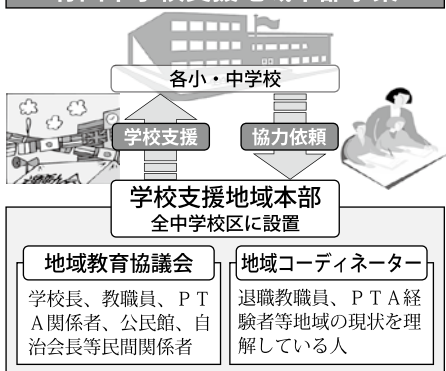 各小・中学校
学校支援
協力依頼
学校支援地域本部
全中学校区に設置
地域教育協議会
学校長、教職員、ＰＴ
Ａ関係者、公民館、自
治会長等民間関係者
地域コーディネーター
退職教職員、ＰＴＡ経
験者等地域の現状を理
解している人